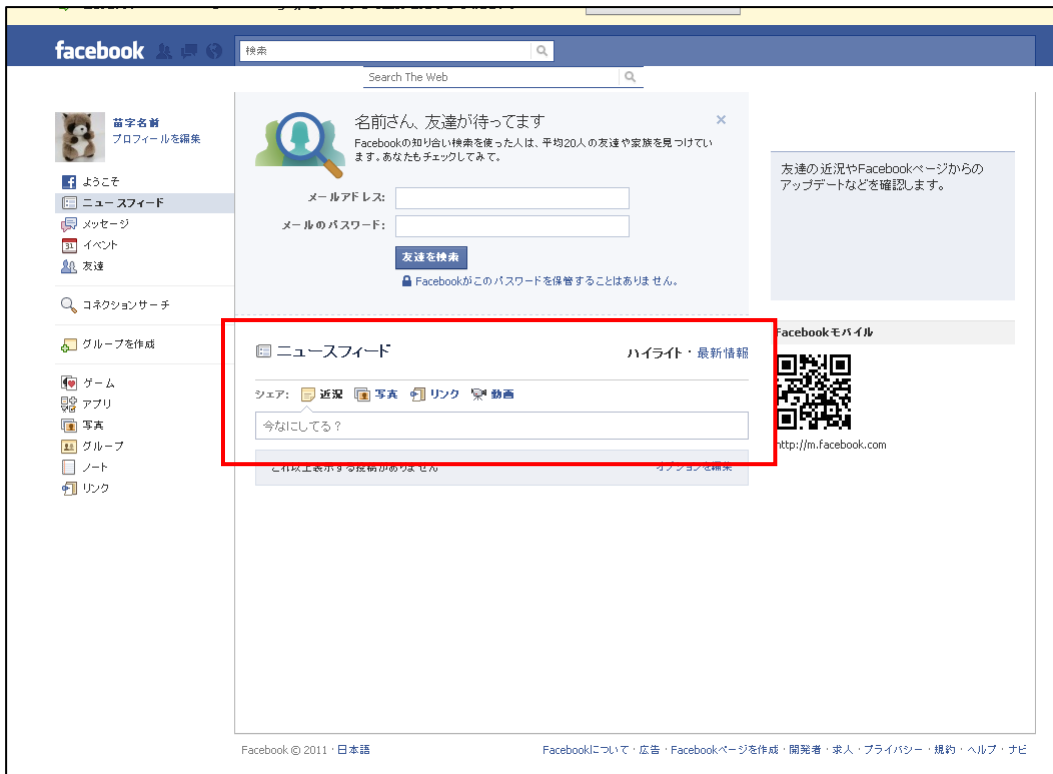 facebook
検索
Search The Web
苗字名前
プロフィールを編集
ようこそ
ニュースフィード
メッセージ
31
イベント
友達
コネクションサーチ
グループを作成
ゲーム
アプリ
写真
グループ
ノート
リンク
名前さん、友達が待ってます
Facebookの知り合い検索を使った人は、平均20人の友達や家族を見つけてい
ます。あなたもチェックしてみて。
メールアドレス:
メールのパスワード:
友達を検索
Facebookがこのパスワードを保管することはありません。
ニュースフィード
ハイライト・最新情報
シェア: 近況 写真 リンク 動画
今なにしてる？
これ以上表示する投稿がありません
オプションを編集
友達の近況やFacebookページからの
アップデートなどを確認します。
Facebookモバイル
http://m.facebook.com
Facebook © 2011 · 日本語
Facebookについて · 広告 · Facebookページを作成 · 開発者 · 求人 · プライバシー · 規約 · ヘルプ · ナビ